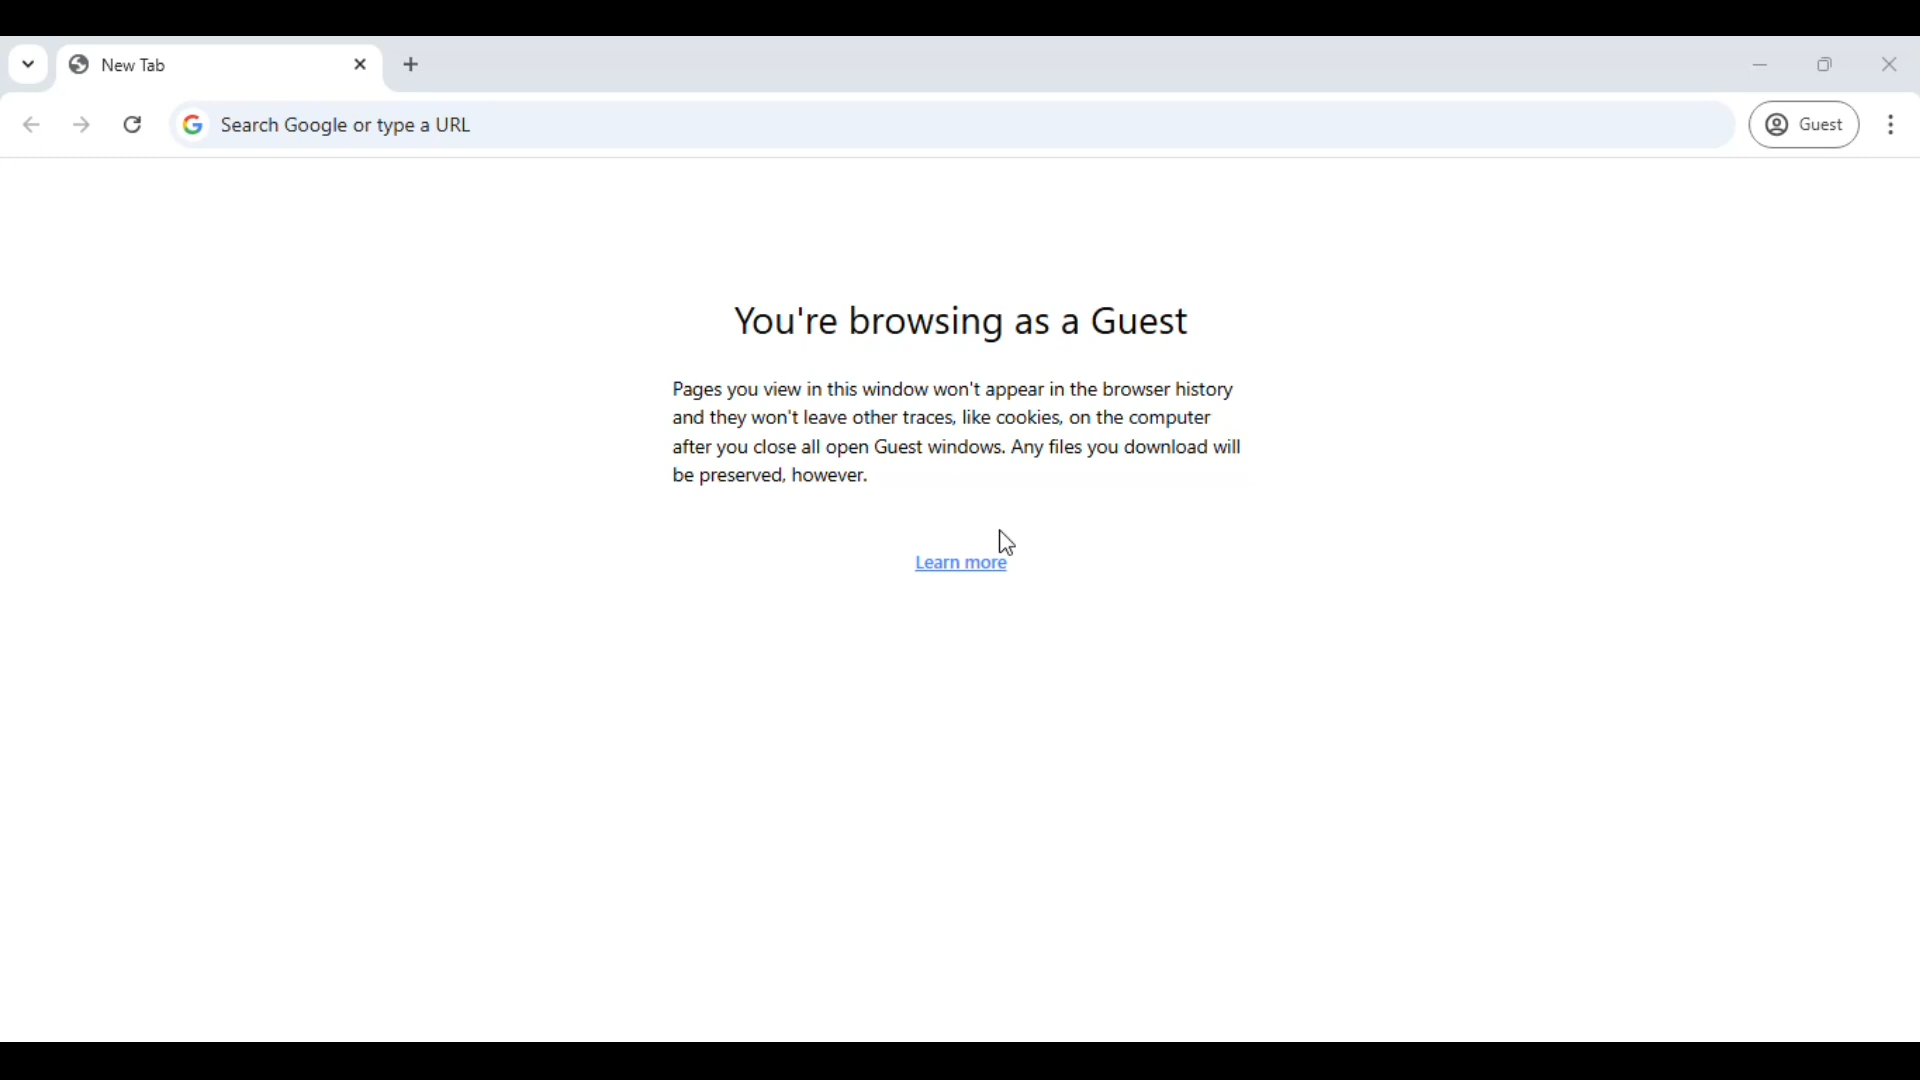 New Tab
Search Google or type a URL
Guest
You're browsing as a Guest
Pages you view in this window won't appear in the browser history
and they won't leave other traces, like cookies, on the computer
after you close all open Guest windows. Any files you download will
be preserved, however.
Learn more